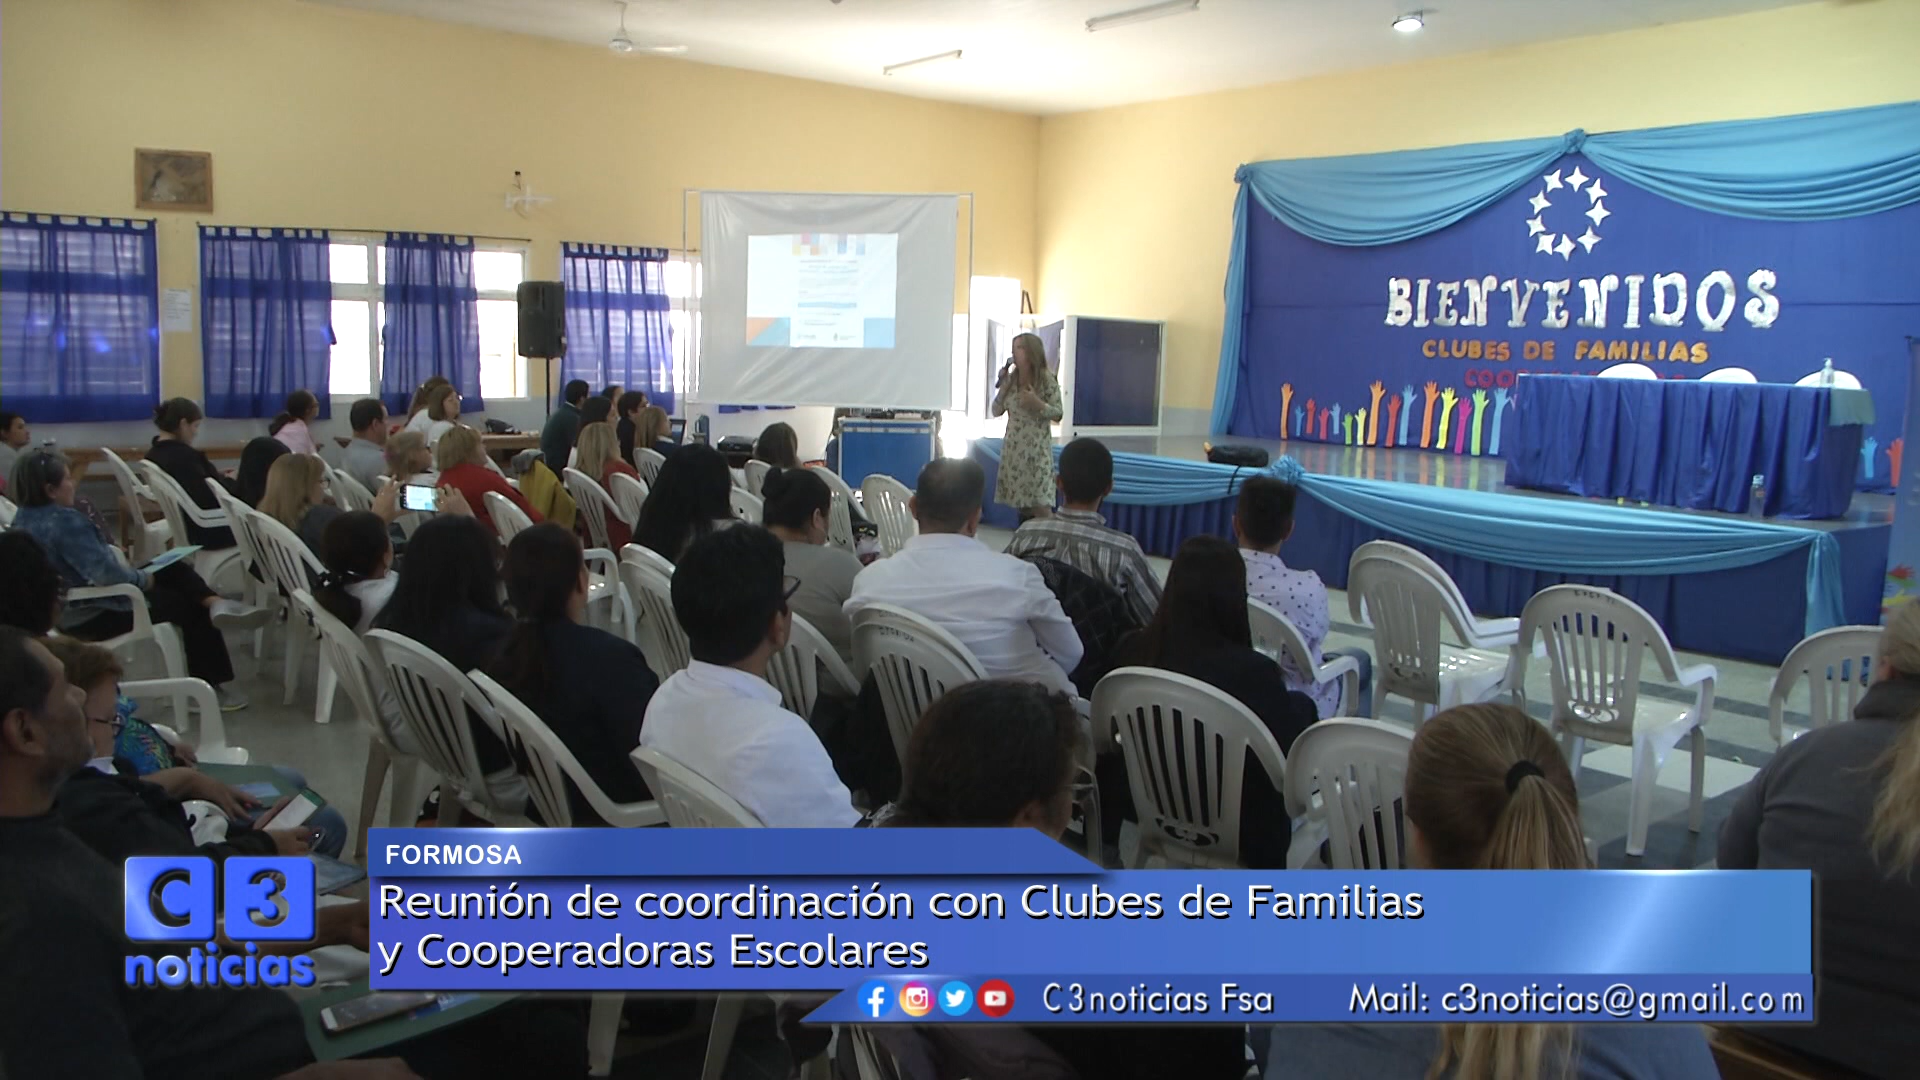 BIENVENIDOS
CLUBES DE FAMILIAS
FORMOSA
Reunión de coordinación con Clubes de Familias
y Cooperadoras Escolares
C3
noticias
C3noticias Fsa Mail: c3noticias@gmail.com